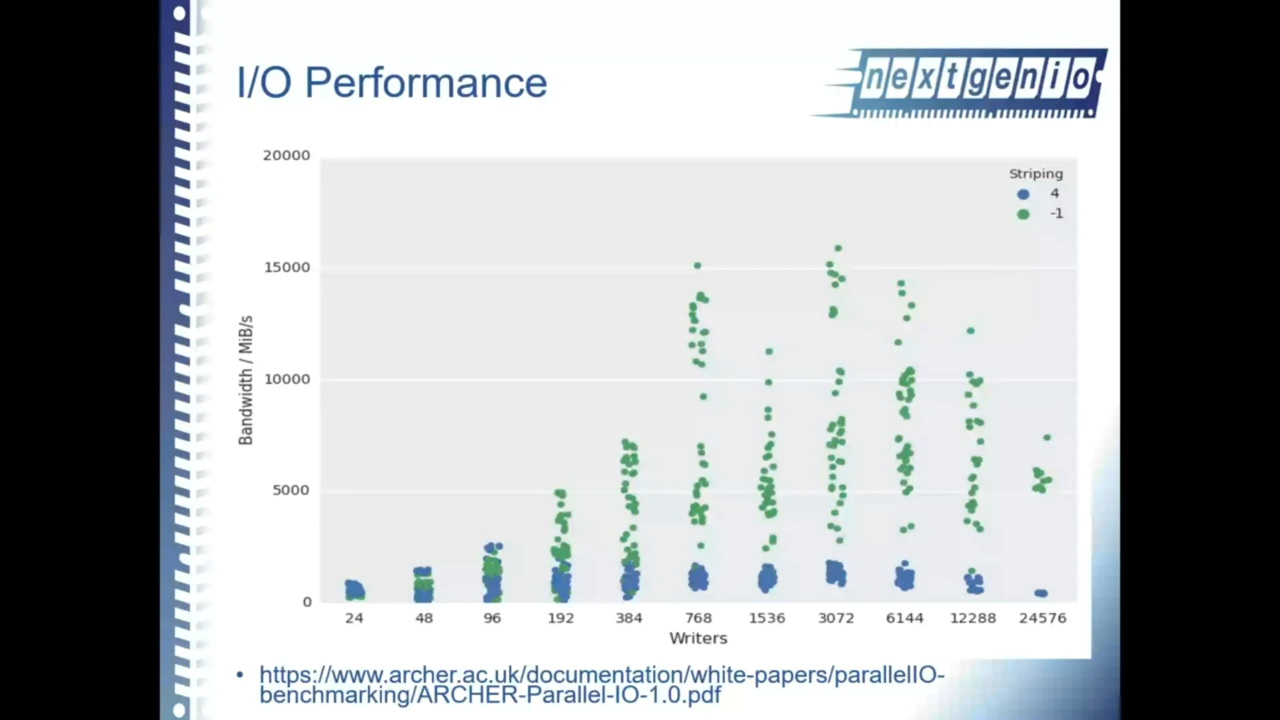 I/O Performance
nextgenio
20000
Striping
4
-1
15000
10000
5000
0
Bandwidth / MiB/s
24 48 96 192 384 768 1536 3072 6144 12288 24576
Writers
• https://www.archer.ac.uk/documentation/white-papers/parallelIO-
benchmarking/ARCHER-Parallel-IO-1.0.pdf